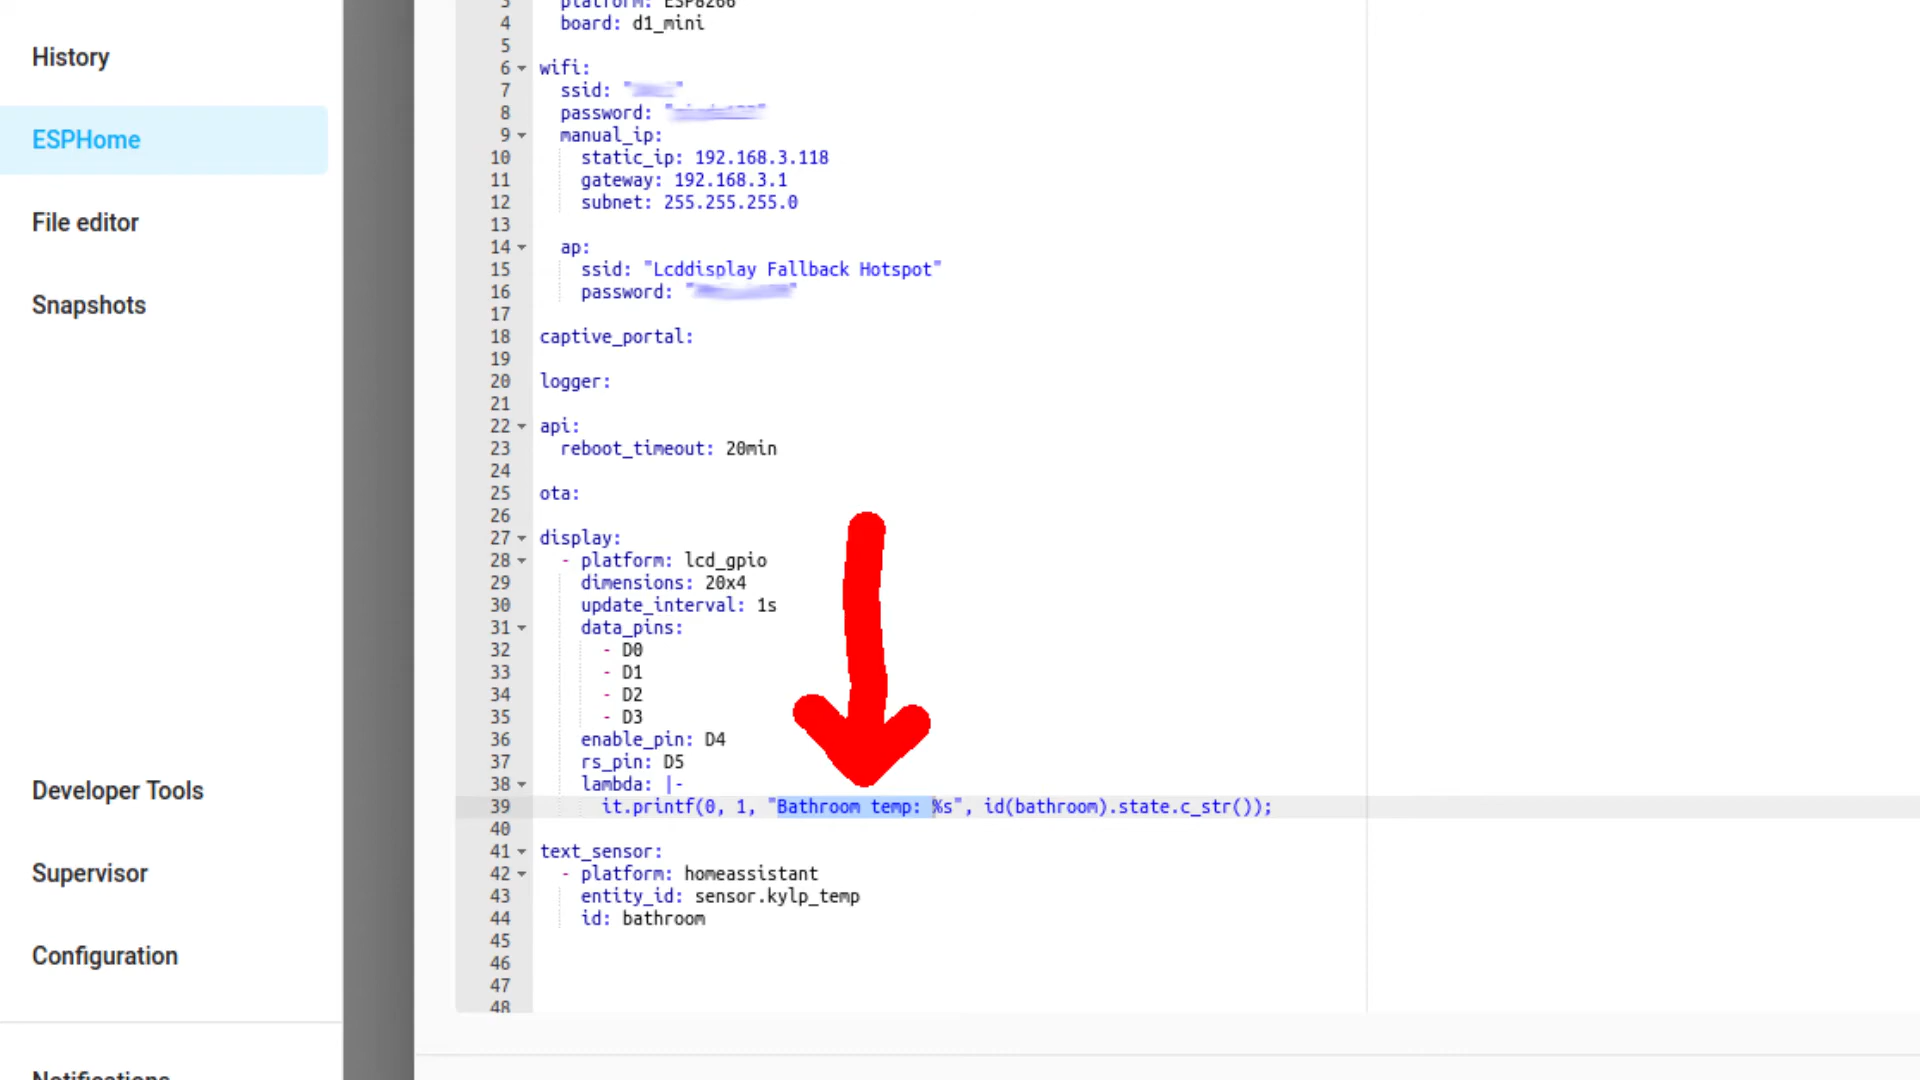 History
ESPHome
File editor
Snapshots
Developer Tools
Supervisor
Configuration
Notifications
3 platform: ESP8266
4 board: d1_mini
5
6 wifi:
7 ssid: " "
8 password: " "
9 manual_ip:
10 static_ip: 192.168.3.118
11 gateway: 192.168.3.1
12 subnet: 255.255.255.0
13
14 ap:
15 ssid: "Lcddisplay Fallback Hotspot"
16 password: " "
17
18 captive_portal:
19
20 logger:
21
22 api:
23 reboot_timeout: 20min
24
25 ota:
26
27 display:
28 - platform: lcd_gpio
29 dimensions: 20x4
30 update_interval: 1s
31 data_pins:
32 - D0
33 - D1
34 - D2
35 - D3
36 enable_pin: D4
37 rs_pin: D5
38 lambda: |-
39 it.printf(0, 1, "Bathroom temp: %s", id(bathroom).state.c_str());
40
41 text_sensor:
42 - platform: homeassistant
43 entity_id: sensor.kylp_temp
44 id: bathroom
45
46
47
48